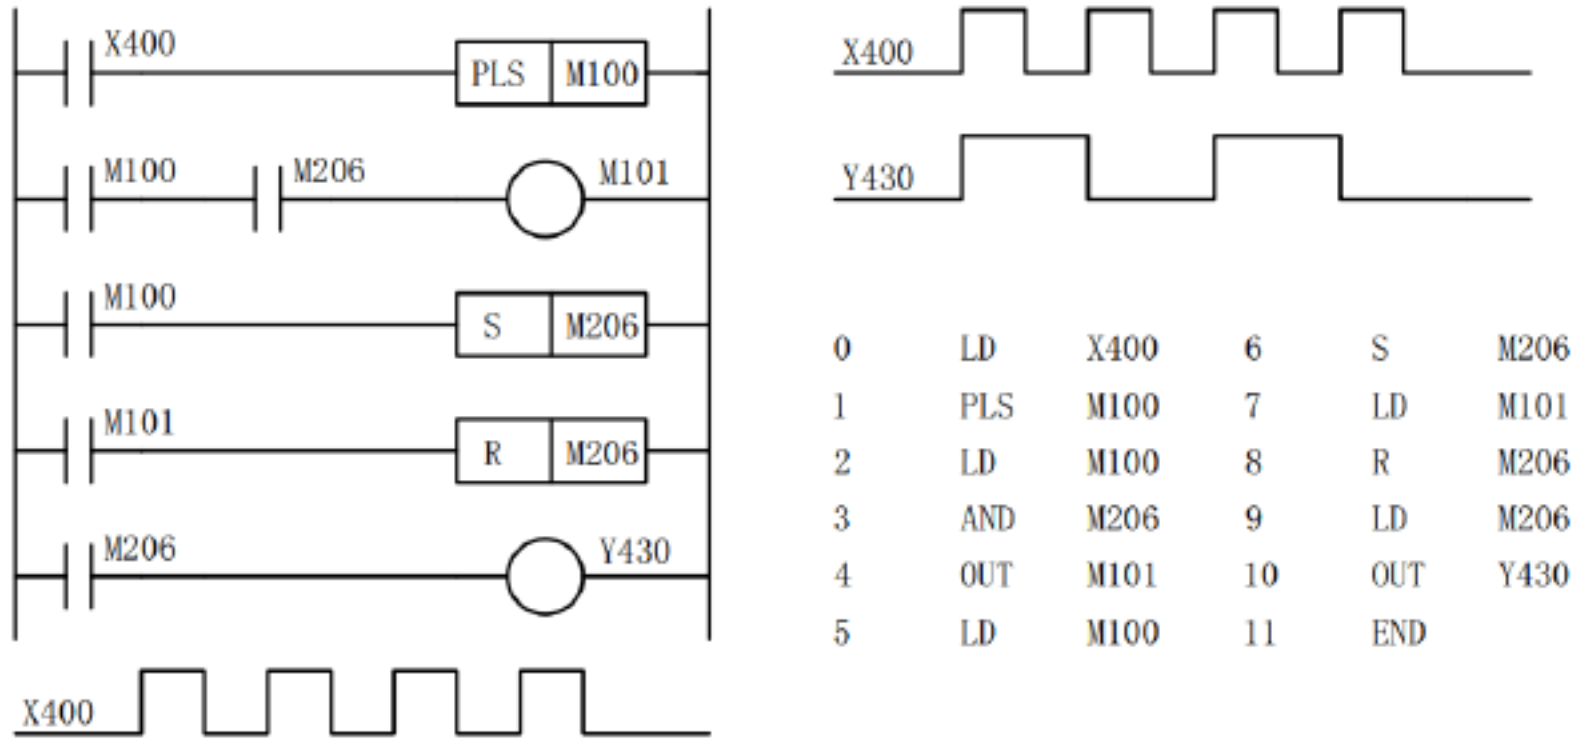 X400
PLS M100
M100 M206 M101
M100
S M206
M101
R M206
M206 Y430
X400
X400
Y430
0 LD X400 6 S M206
1 PLS M100 7 LD M101
2 LD M100 8 R M206
3 AND M206 9 LD M206
4 OUT M101 10 OUT Y430
5 LD M100 11 END